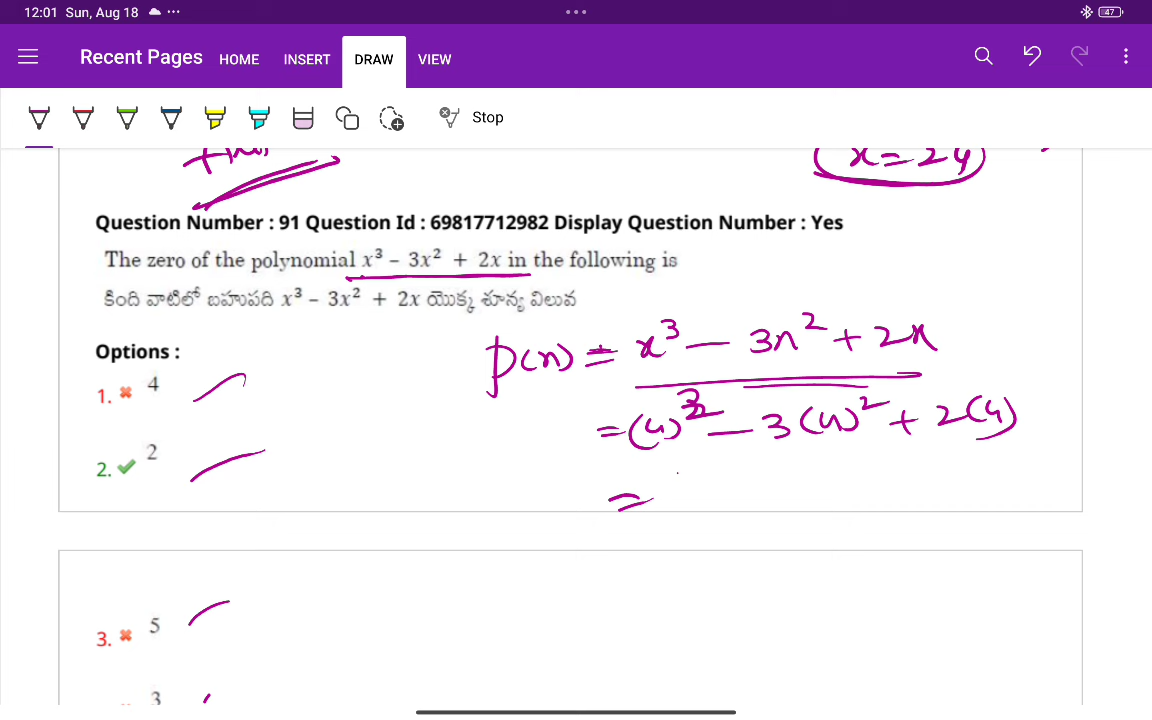 12:01 Sun, Aug 18 47
Recent Pages HOME INSERT DRAW VIEW
Stop
(x=24)
Question Number : 91 Question Id : 69817712982 Display Question Number : Yes
The zero of the polynomial x³ – 3x² + 2x in the following is
కింది వాటిలో బహుపది x³ – 3x² + 2x యొక్క శూన్య విలువ
Options :
p(x) = x³ – 3x² + 2x
1. ✖ 4
= (4)³ – 3(4)² + 2(4)
2. ✔ 2
=
3. ✖ 5
3